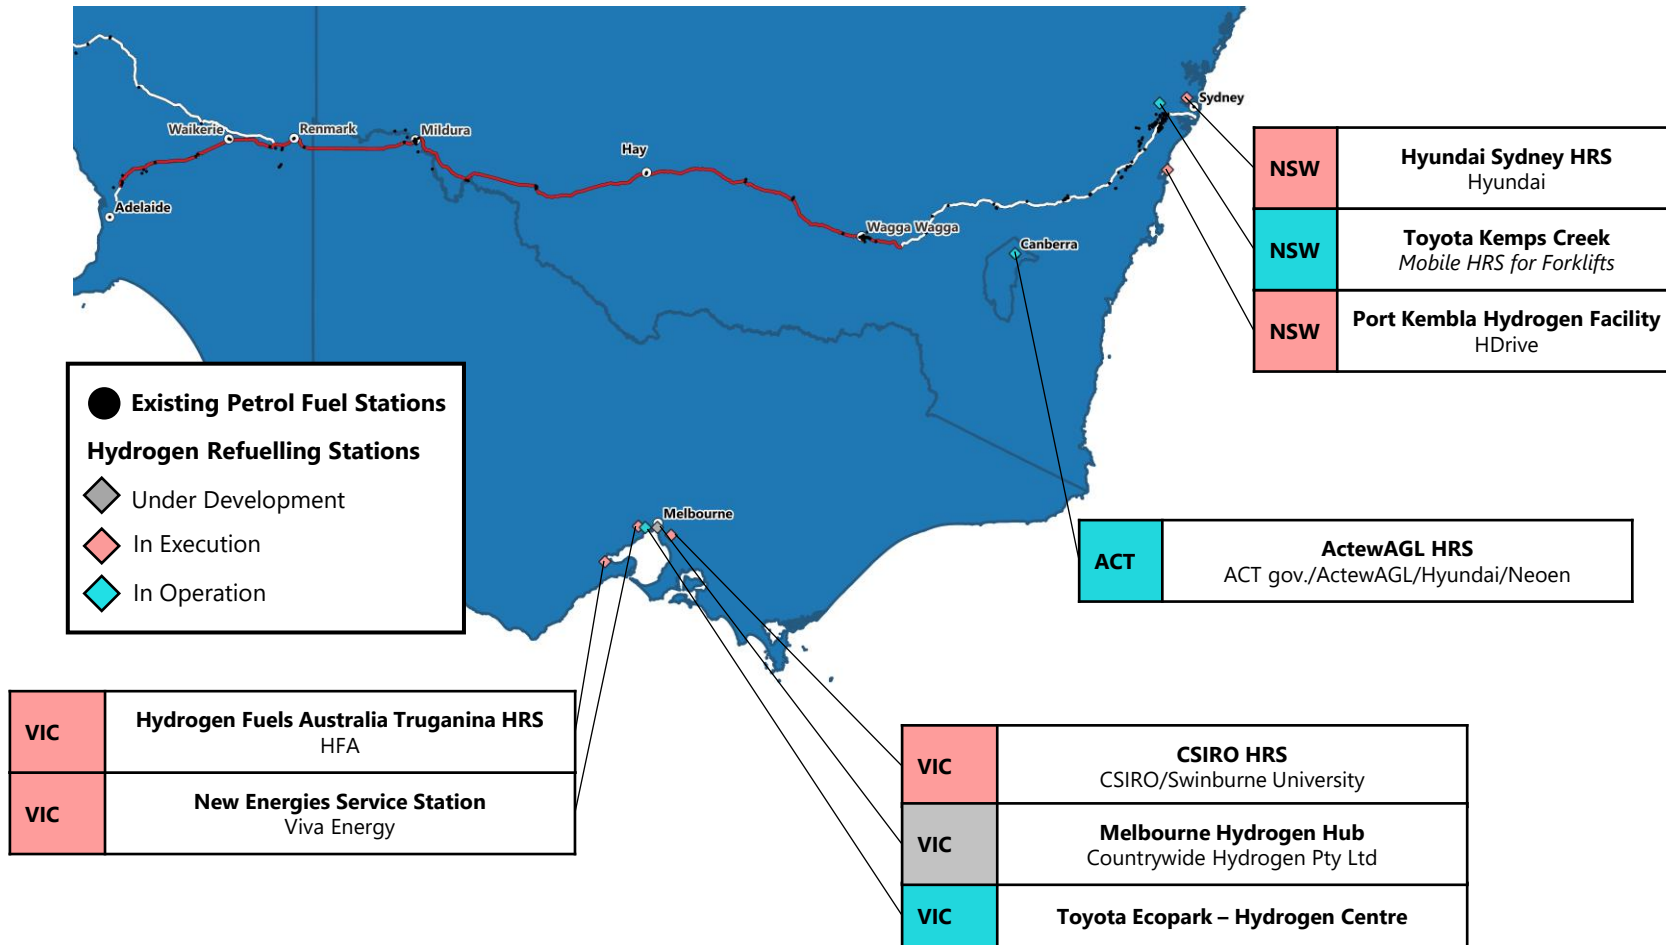 Sydney
Waikerie
Renmark
Mildura
Hay
Adelaide
Wagga Wagga
Canberra
Melbourne
NSW
Hyundai Sydney HRS
Hyundai
NSW
Toyota Kemps Creek
Mobile HRS for Forklifts
NSW
Port Kembla Hydrogen Facility
HDrive
Existing Petrol Fuel Stations
Hydrogen Refuelling Stations
Under Development
In Execution
In Operation
ACT
ActewAGL HRS
ACT gov./ActewAGL/Hyundai/Neoen
VIC
Hydrogen Fuels Australia Truganina HRS
HFA
VIC
New Energies Service Station
Viva Energy
VIC
CSIRO HRS
CSIRO/Swinburne University
VIC
Melbourne Hydrogen Hub
Countrywide Hydrogen Pty Ltd
VIC
Toyota Ecopark – Hydrogen Centre